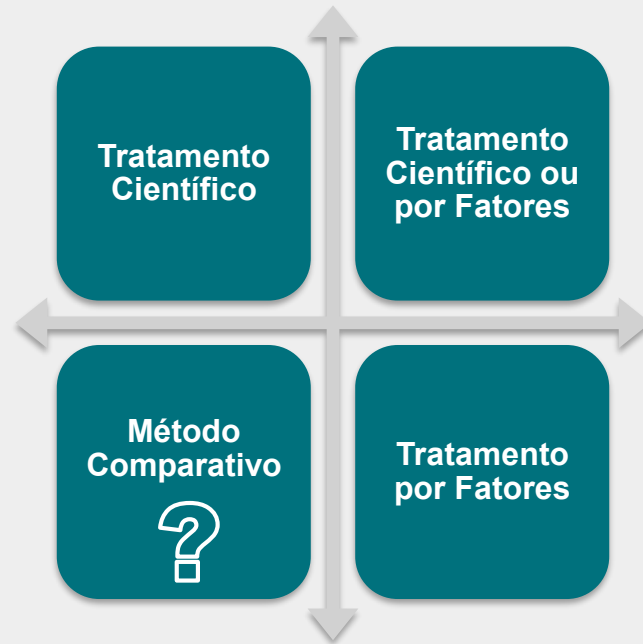 Tratamento
Científico
Tratamento
Científico ou
por Fatores
Método
Comparativo
?
Tratamento
por Fatores